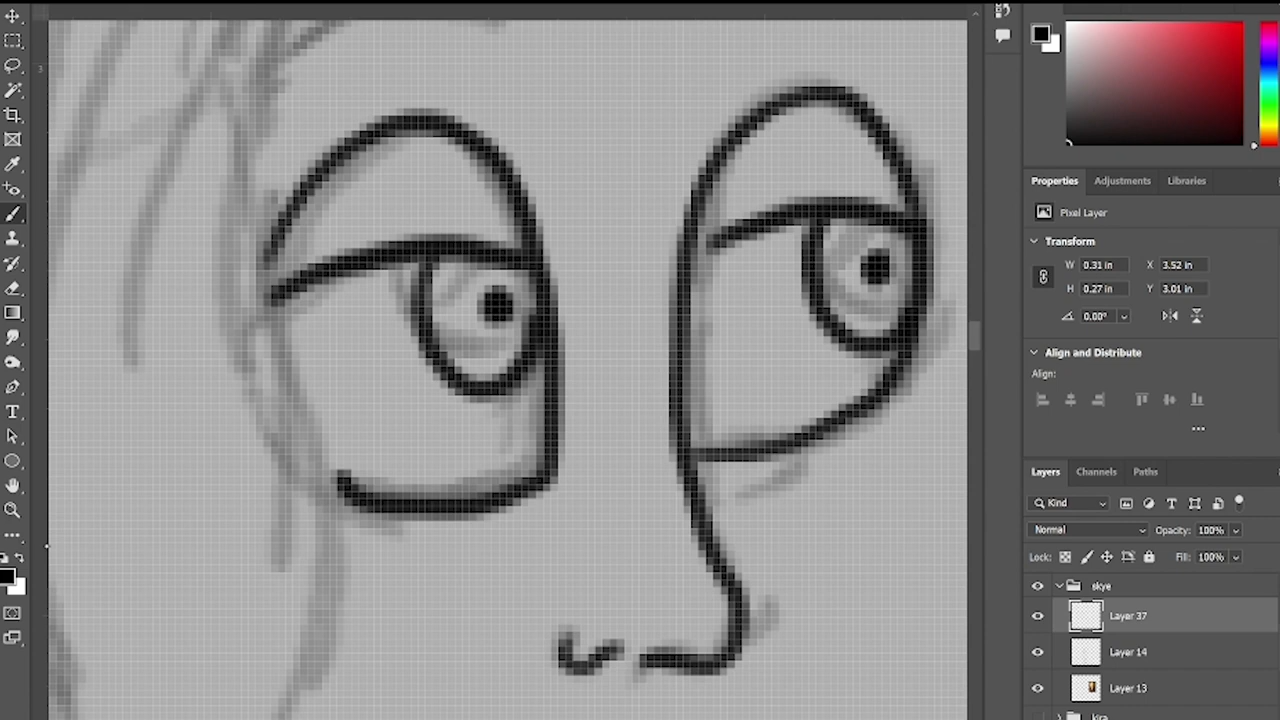 3
Properties Adjustments Libraries
Pixel Layer
Transform
W 0.31 in X 3.52 in
H 0.27 in Y 3.01 in
0.00°
Align and Distribute
Align:
Layers Channels Paths
Kind
Normal Opacity: 100%
Lock: Fill: 100%
skye
Layer 37
Layer 14
Layer 13
kira